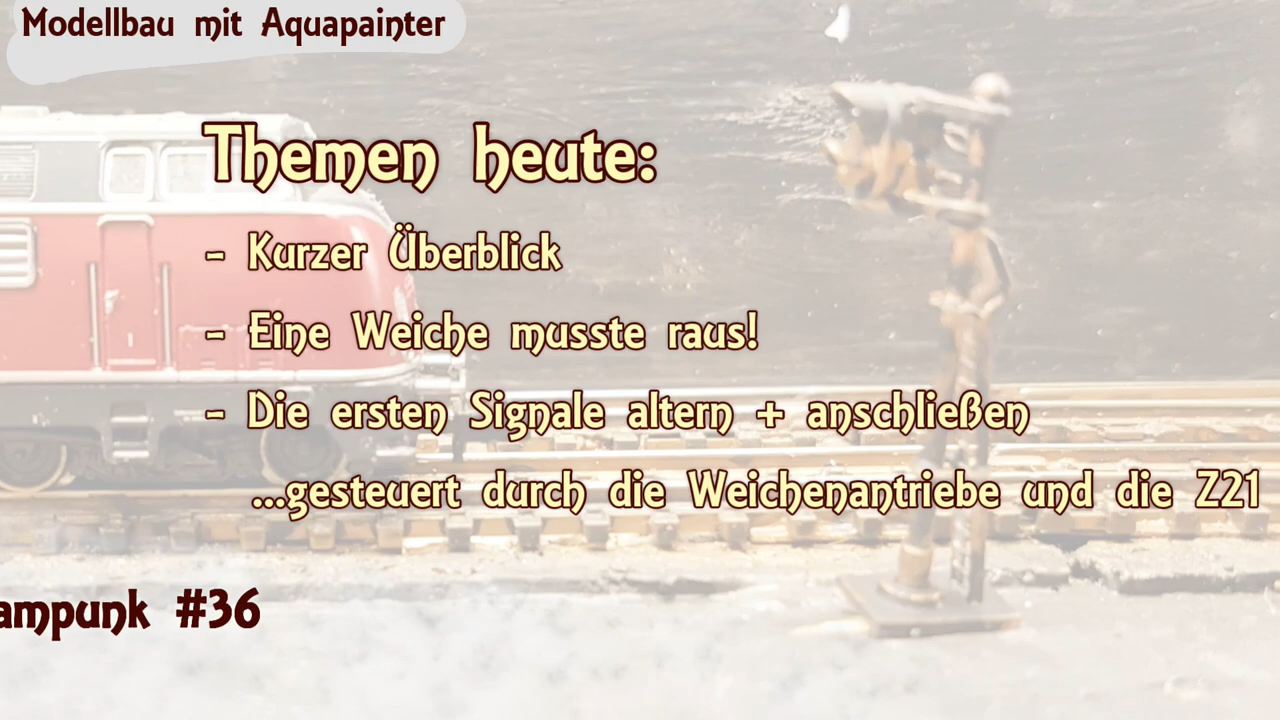 Modellbau mit Aquapainter
Themen heute:
- Kurzer Überblick
- Eine Weiche musste raus!
- Die ersten Signale altern + anschließen
...gesteuert durch die Weichenantriebe und die Z21
ampunk #36